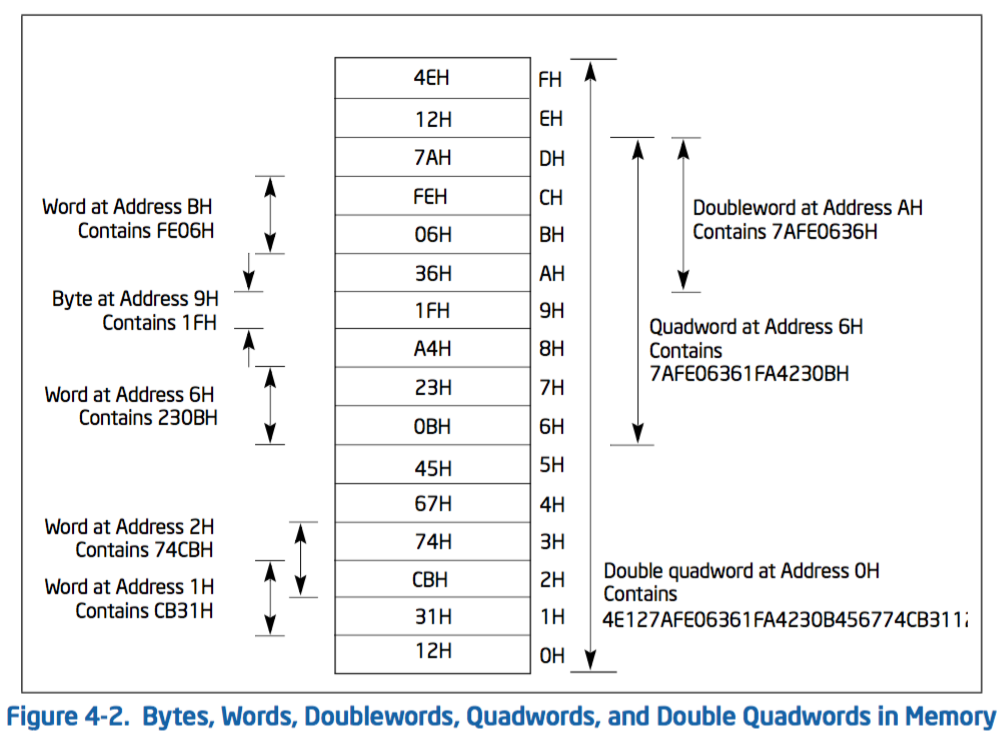 4EH FH
12H EH
7AH DH
FEH CH
06H BH
36H AH
1FH 9H
A4H 8H
23H 7H
0BH 6H
45H 5H
67H 4H
74H 3H
CBH 2H
31H 1H
12H 0H
Word at Address BH
Contains FE06H
Byte at Address 9H
Contains 1FH
Word at Address 6H
Contains 230BH
Word at Address 2H
Contains 74CBH
Word at Address 1H
Contains CB31H
Doubleword at Address AH
Contains 7AFE0636H
Quadword at Address 6H
Contains
7AFE06361FA4230BH
Double quadword at Address 0H
Contains
4E127AFE06361FA4230B456774CB311
Figure 4-2. Bytes, Words, Doublewords, Quadwords, and Double Quadwords in Memory